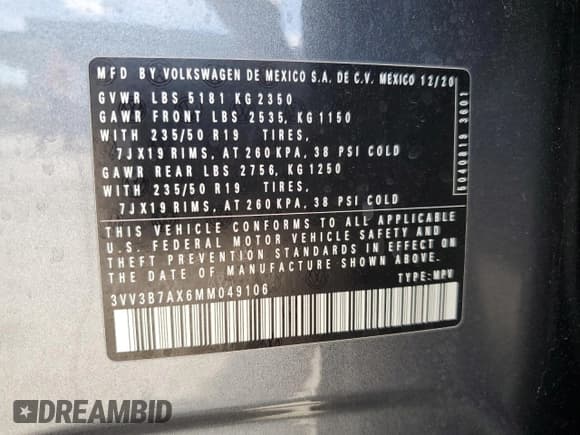 MFD BY VOLKSWAGEN DE MEXICO S.A. DE C.V. MEXICO 12/20
GVWR LBS 5181 KG 2350
GAWR FRONT LBS 2535, KG 1150
WITH 235/50 R19 TIRES,
7JX19 RIMS, AT 260 KPA, 38 PSI COLD
GAWR REAR LBS 2756, KG 1250
WITH 235/50 R19 TIRES,
7JX19 RIMS, AT 260 KPA, 38 PSI COLD
THIS VEHICLE CONFORMS TO ALL APPLICABLE
U.S. FEDERAL MOTOR VEHICLE SAFETY AND
THEFT PREVENTION STANDARDS IN EFFECT ON
THE DATE OF MANUFACTURE SHOWN ABOVE.
3VV3B7AX6MM049106 TYPE: MPV
5040819 3601
DREAMBID